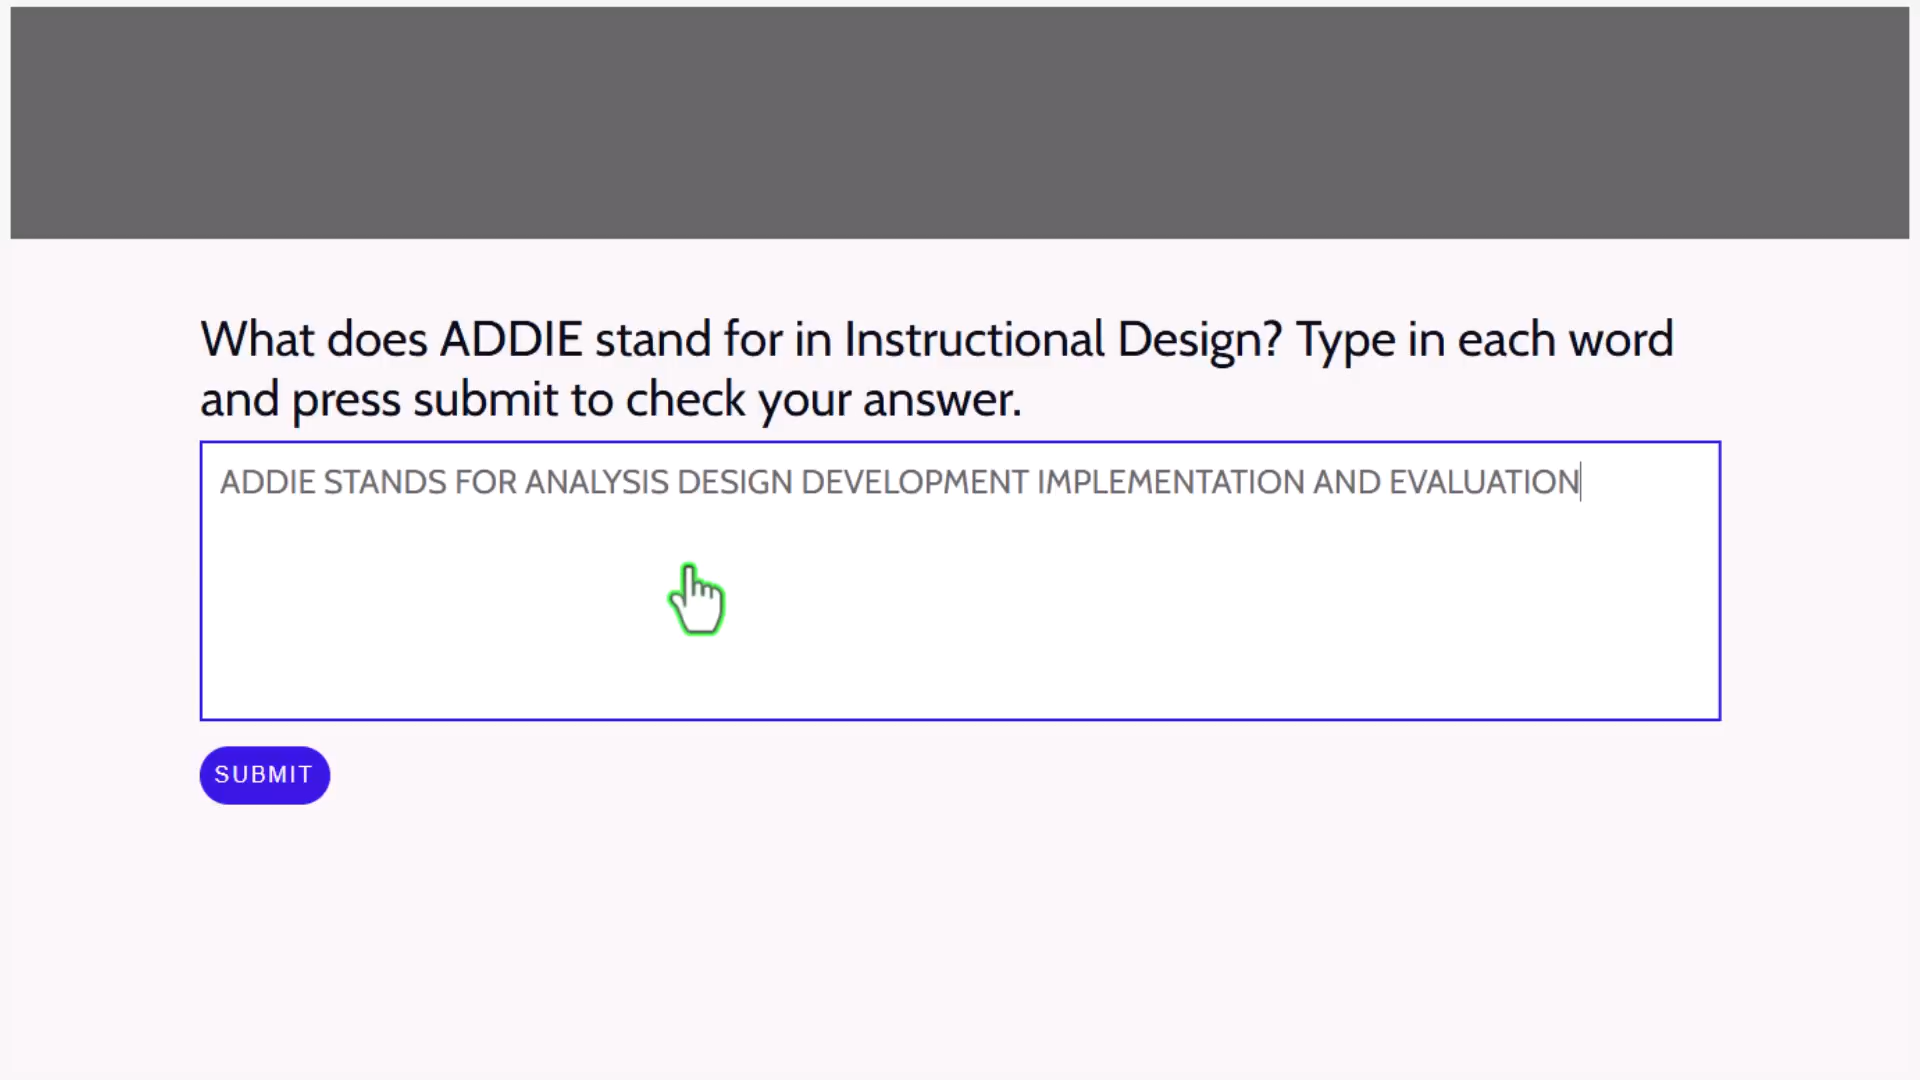 What does ADDIE stand for in Instructional Design? Type in each word
and press submit to check your answer.
ADDIE STANDS FOR ANALYSIS DESIGN DEVELOPMENT IMPLEMENTATION AND EVALUATION
SUBMIT